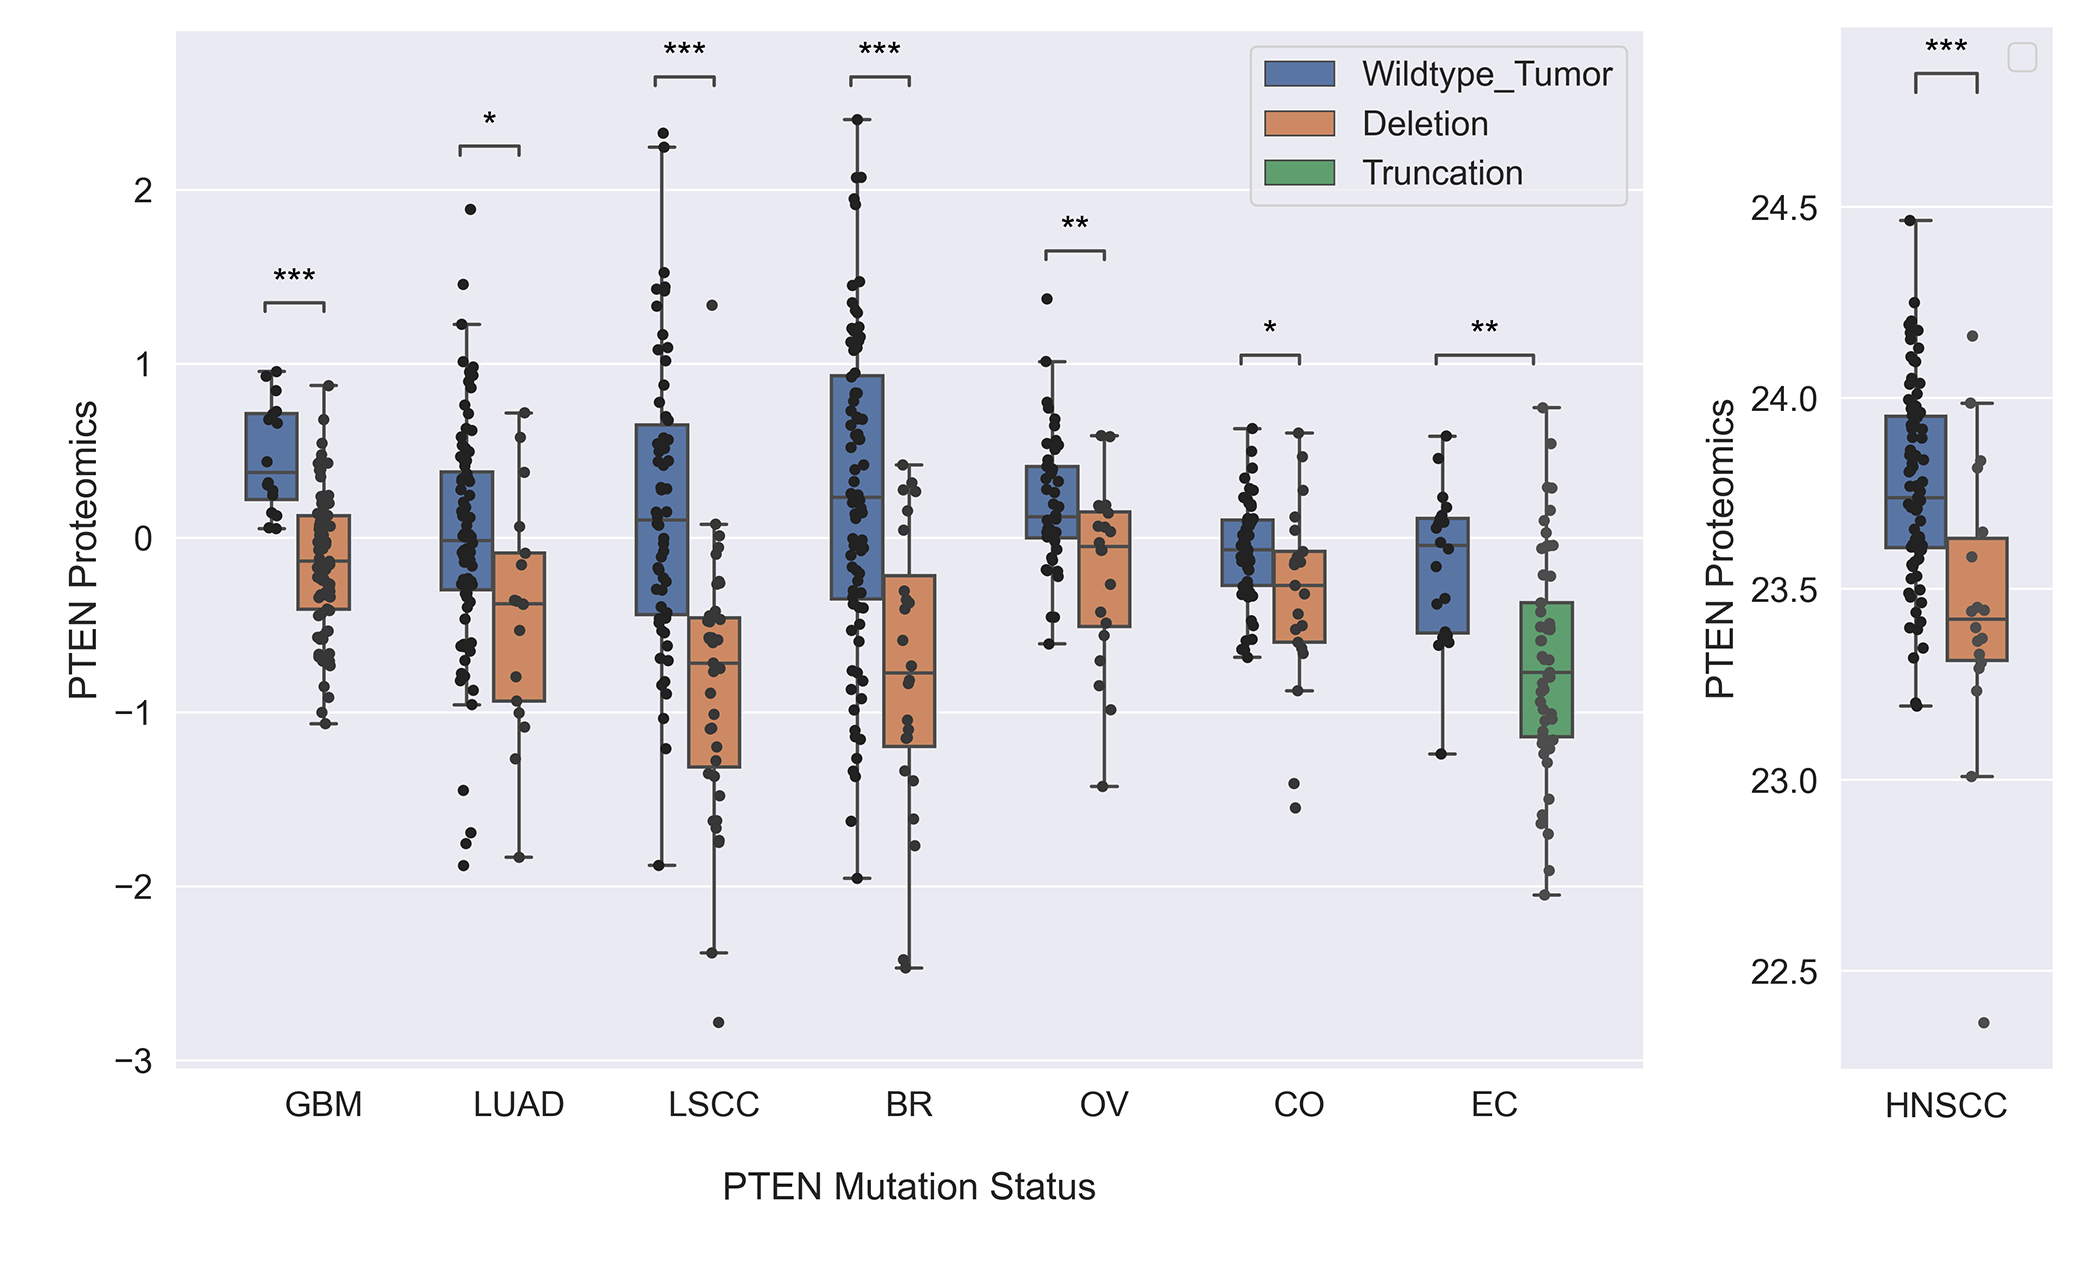 ***
***
***
*
**
*
**
***
Wildtype_Tumor
Deletion
Truncation
PTEN Proteomics
2
1
0
−1
−2
−3
GBM LUAD LSCC BR OV CO EC
PTEN Mutation Status
PTEN Proteomics
24.5
24.0
23.5
23.0
22.5
HNSCC